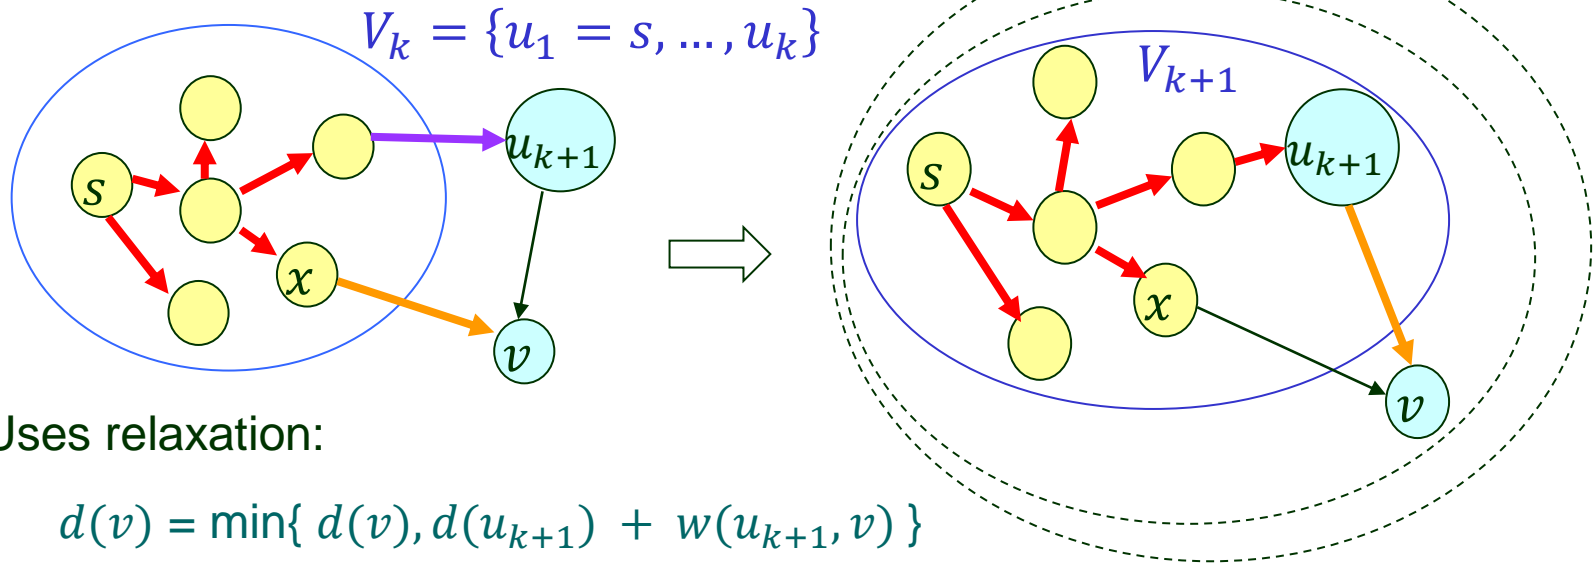 V_k = {u_1 = s, … , u_k}
V_{k+1}
s
x
u_{k+1}
v
s
x
u_{k+1}
v
Uses relaxation:
d(v) = min{ d(v), d(u_{k+1}) + w(u_{k+1}, v) }